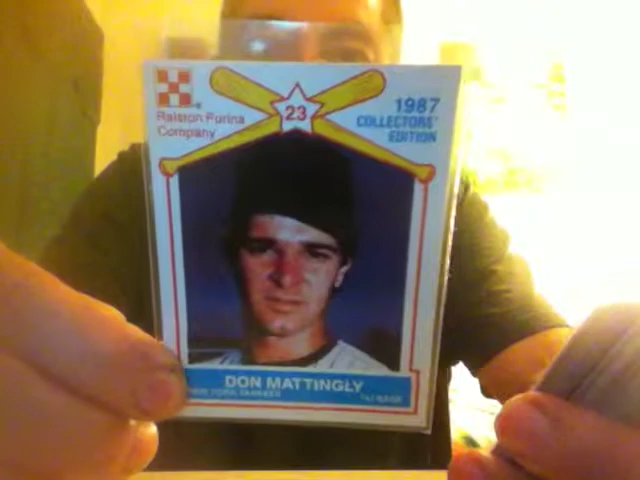 Ralston Purina
Company
23
1987
COLLECTORS'
EDITION
DON MATTINGLY
NEW YORK YANKEES
1st BASE